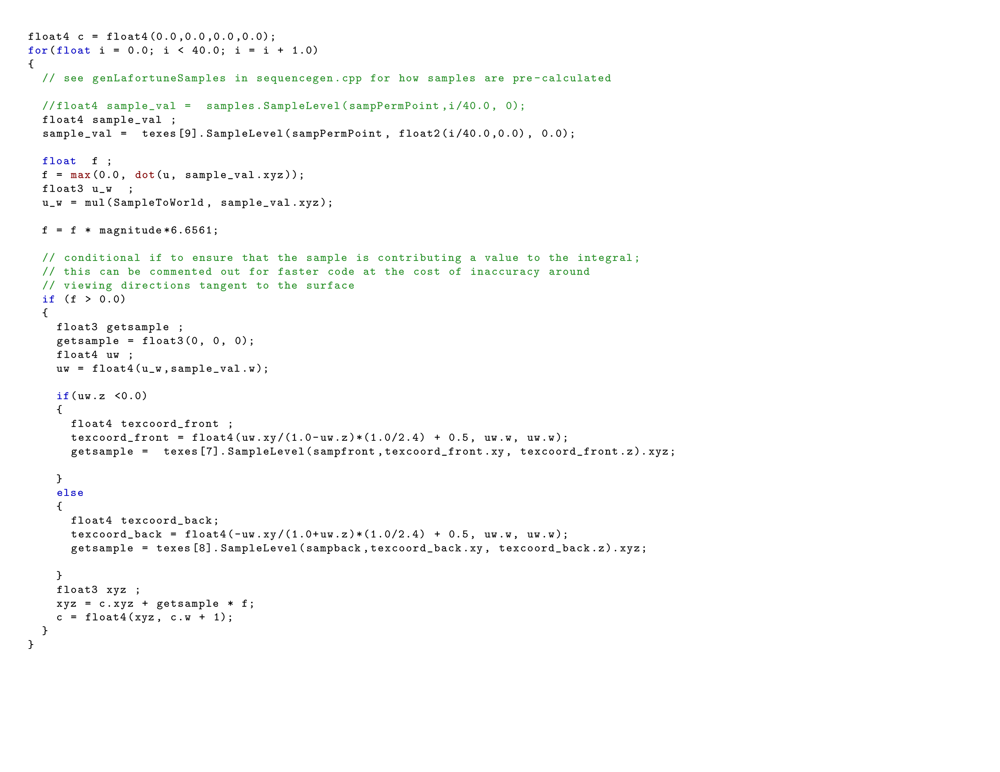 float4 c = float4(0.0,0.0,0.0,0.0);
for(float i = 0.0; i < 40.0; i = i + 1.0)
{
  // see genLafortuneSamples in sequencegen.cpp for how samples are pre-calculated

  //float4 sample_val =  samples.SampleLevel(sampPermPoint,i/40.0, 0);
  float4 sample_val ;
  sample_val =  texes[9].SampleLevel(sampPermPoint, float2(i/40.0,0.0), 0.0);

  float  f ;
  f = max(0.0, dot(u, sample_val.xyz));
  float3 u_w  ;
  u_w = mul(SampleToWorld, sample_val.xyz);

  f = f * magnitude*6.6561;

  // conditional if to ensure that the sample is contributing a value to the integral;
  // this can be commented out for faster code at the cost of inaccuracy around
  // viewing directions tangent to the surface
  if (f > 0.0)
  {
    float3 getsample ;
    getsample = float3(0, 0, 0);
    float4 uw ;
    uw = float4(u_w,sample_val.w);

    if(uw.z <0.0)
    {
      float4 texcoord_front ;
      texcoord_front = float4(uw.xy/(1.0-uw.z)*(1.0/2.4) + 0.5, uw.w, uw.w);
      getsample =  texes[7].SampleLevel(sampfront,texcoord_front.xy, texcoord_front.z).xyz;

    }
    else
    {
      float4 texcoord_back;
      texcoord_back = float4(-uw.xy/(1.0+uw.z)*(1.0/2.4) + 0.5, uw.w, uw.w);
      getsample = texes[8].SampleLevel(sampback,texcoord_back.xy, texcoord_back.z).xyz;

    }
    float3 xyz ;
    xyz = c.xyz + getsample * f;
    c = float4(xyz, c.w + 1);
  }
}